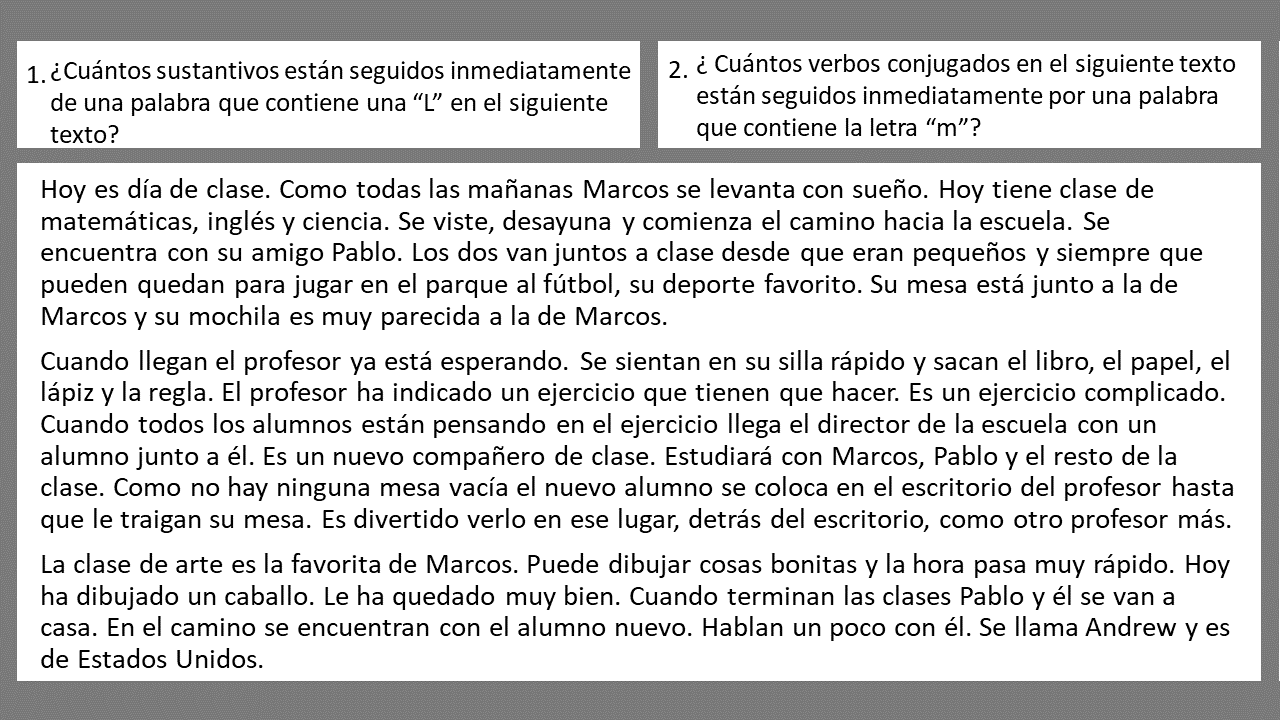 1. ¿Cuántos sustantivos están seguidos inmediatamente
de una palabra que contiene una “L” en el siguiente
texto?
2. ¿ Cuántos verbos conjugados en el siguiente texto
están seguidos inmediatamente por una palabra
que contiene la letra “m”?
Hoy es día de clase. Como todas las mañanas Marcos se levanta con sueño. Hoy tiene clase de
matemáticas, inglés y ciencia. Se viste, desayuna y comienza el camino hacia la escuela. Se
encuentra con su amigo Pablo. Los dos van juntos a clase desde que eran pequeños y siempre que
pueden quedan para jugar en el parque al fútbol, su deporte favorito. Su mesa está junto a la de
Marcos y su mochila es muy parecida a la de Marcos.
Cuando llegan el profesor ya está esperando. Se sientan en su silla rápido y sacan el libro, el papel, el
lápiz y la regla. El profesor ha indicado un ejercicio que tienen que hacer. Es un ejercicio complicado.
Cuando todos los alumnos están pensando en el ejercicio llega el director de la escuela con un
alumno junto a él. Es un nuevo compañero de clase. Estudiará con Marcos, Pablo y el resto de la
clase. Como no hay ninguna mesa vacía el nuevo alumno se coloca en el escritorio del profesor hasta
que le traigan su mesa. Es divertido verlo en ese lugar, detrás del escritorio, como otro profesor más.
La clase de arte es la favorita de Marcos. Puede dibujar cosas bonitas y la hora pasa muy rápido. Hoy
ha dibujado un caballo. Le ha quedado muy bien. Cuando terminan las clases Pablo y él se van a
casa. En el camino se encuentran con el alumno nuevo. Hablan un poco con él. Se llama Andrew y es
de Estados Unidos.